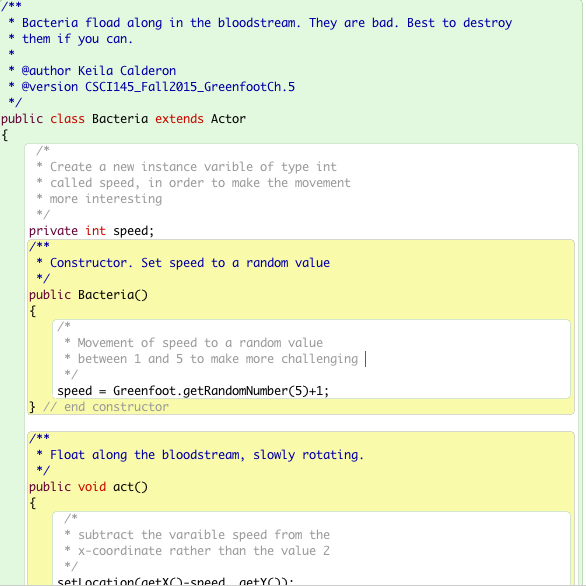 /**
 * Bacteria fload along in the bloodstream. They are bad. Best to destroy
 * them if you can.
 *
 * @author Keila Calderon
 * @version CSCI145_Fall2015_GreenfootCh.5
 */
public class Bacteria extends Actor
{
    /*
    * Create a new instance varible of type int
    * called speed, in order to make the movement
    * more interesting
    */
    private int speed;
    /**
     * Constructor. Set speed to a random value
     */
    public Bacteria()
    {
        /*
         * Movement of speed to a random value
         * between 1 and 5 to make more challenging
         */
        speed = Greenfoot.getRandomNumber(5)+1;
    } // end constructor
    /**
     * Float along the bloodstream, slowly rotating.
     */
    public void act()
    {
        /*
         * subtract the varaible speed from the
         * x-coordinate rather than the value 2
         */
        setLocation(getX()-speed, getY());